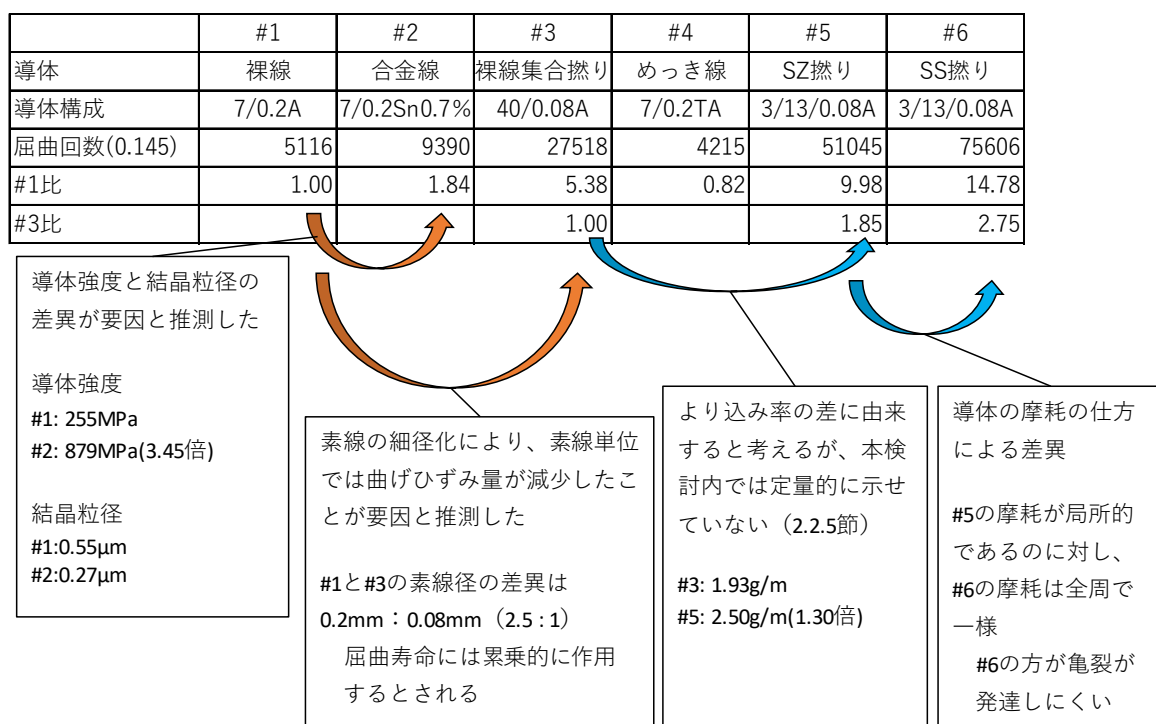 #1 #2 #3 #4 #5 #6
導体 裸線 合金線 裸線集合撚り めっき線 SZ撚り SS撚り
導体構成 7/0.2A 7/0.2Sn0.7% 40/0.08A 7/0.2TA 3/13/0.08A 3/13/0.08A
屈曲回数(0.145) 5116 9390 27518 4215 51045 75606
#1比 1.00 1.84 5.38 0.82 9.98 14.78
#3比 1.00 1.85 2.75
導体強度と結晶粒径の
差異が要因と推測した
導体強度
#1: 255MPa
#2: 879MPa(3.45倍)
結晶粒径
#1:0.55μm
#2:0.27μm
素線の細径化により、素線単位
では曲げひずみ量が減少したこ
とが要因と推測した
#1と#3の素線径の差異は
0.2mm：0.08mm（2.5 : 1）
屈曲寿命には累乗的に作用
するとされる
より込み率の差に由来
すると考えるが、本検
討内では定量的に示せ
ていない（2.2.5節）
#3: 1.93g/m
#5: 2.50g/m(1.30倍)
導体の摩耗の仕方
による差異
#5の摩耗が局所的
であるのに対し、
#6の摩耗は全周で
一様
#6の方が亀裂が
発達しにくい